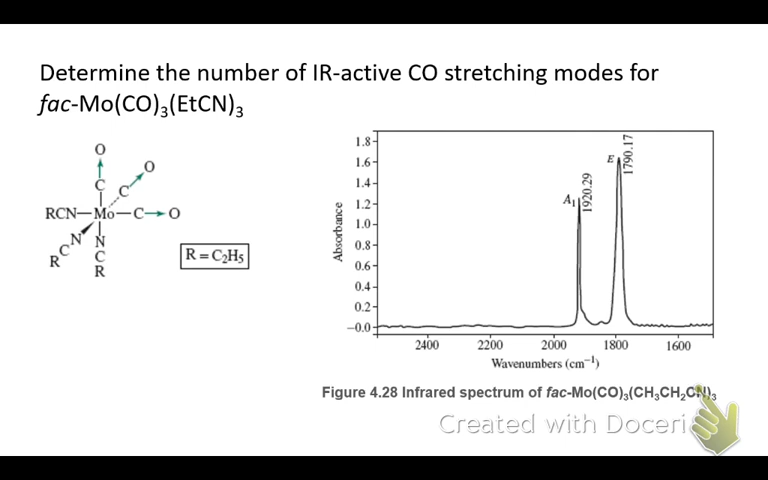 Determine the number of IR-active CO stretching modes for
fac-Mo(CO)₃(EtCN)₃
O
O
C
C
RCN—Mo—C→O
N
N
C
C
R
R
R = C₂H₅
1.8
1.6
1.4
1.2
1.0
0.8
0.6
0.4
0.2
−0.0
Absorbance
A₁
1920.29
E
1790.17
2400 2200 2000 1800 1600
Wavenumbers (cm⁻¹)
Figure 4.28 Infrared spectrum of fac-Mo(CO)₃(CH₃CH₂CN)₃
Created with Doceri